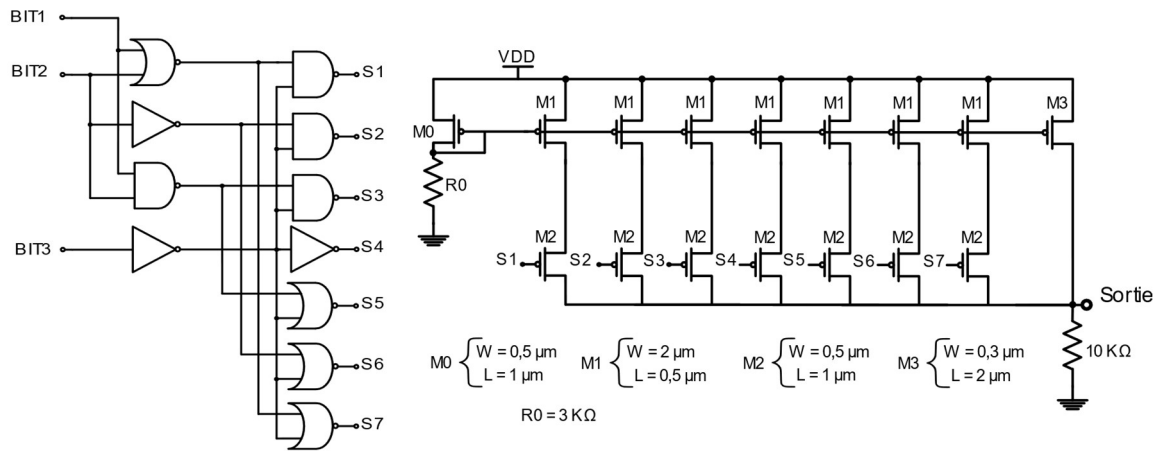 BIT1
BIT2
BIT3
S1
S2
S3
S4
S5
S6
S7
VDD
M0
R0
M1
M1
M1
M1
M1
M1
M1
M3
M2
M2
M2
M2
M2
M2
M2
S1
S2
S3
S4
S5
S6
S7
Sortie
10 KΩ
M0 { W = 0,5 µm
L = 1 µm
M1 { W = 2 µm
L = 0,5 µm
M2 { W = 0,5 µm
L = 1 µm
M3 { W = 0,3 µm
L = 2 µm
R0 = 3 KΩ